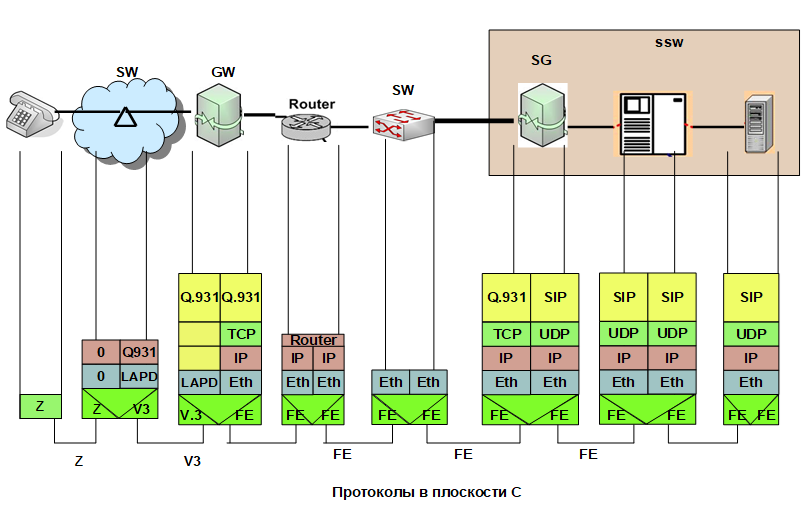 ssw
SG
SW
GW
SW
Router
Q.931 Q.931
Q.931 SIP
SIP SIP
SIP
TCP
TCP UDP
UDP UDP
UDP
Router
0 Q931
IP
IP IP
IP IP
IP IP
IP
0 LAPD
LAPD Eth
Eth Eth
Eth Eth
Eth Eth
Eth Eth
Eth
Z
Z V3
V.3 FE
FE FE
FE FE
FE FE
FE FE
FE FE
Z
V3
FE
FE
FE
Протоколы в плоскости С